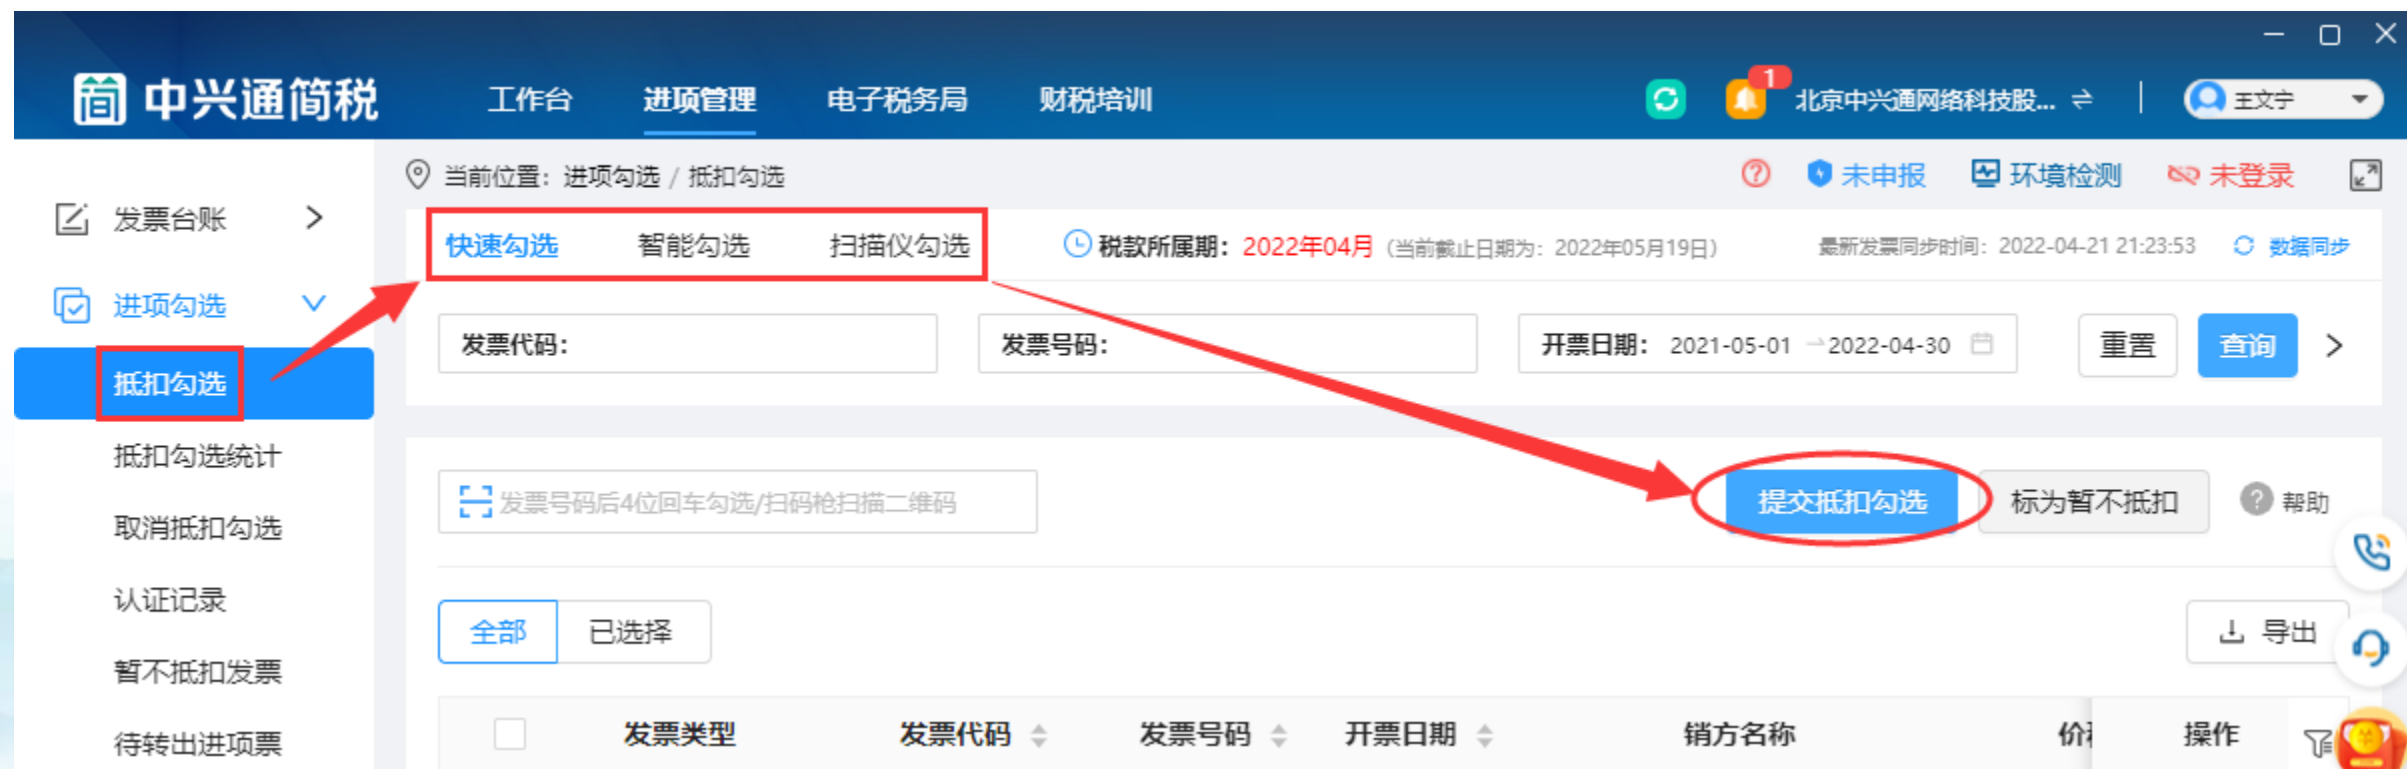 简 中兴通简税 工作台 进项管理 电子税务局 财税培训 1 北京中兴通网络科技股... 王文宁
当前位置：进项勾选 / 抵扣勾选 未申报 环境检测 未登录
发票台账
快速勾选 智能勾选 扫描仪勾选 税款所属期：2022年04月（当前截止日期为：2022年05月19日） 最新发票同步时间：2022-04-21 21:23:53 数据同步
进项勾选
发票代码： 发票号码： 开票日期： 2021-05-01 → 2022-04-30 重置 查询
抵扣勾选
抵扣勾选统计
发票号码后4位回车勾选/扫码枪扫描二维码 提交抵扣勾选 标为暂不抵扣 ? 帮助
取消抵扣勾选
认证记录
全部 已选择 导出
暂不抵扣发票
待转出进项票
发票类型 发票代码 发票号码 开票日期 销方名称 操作